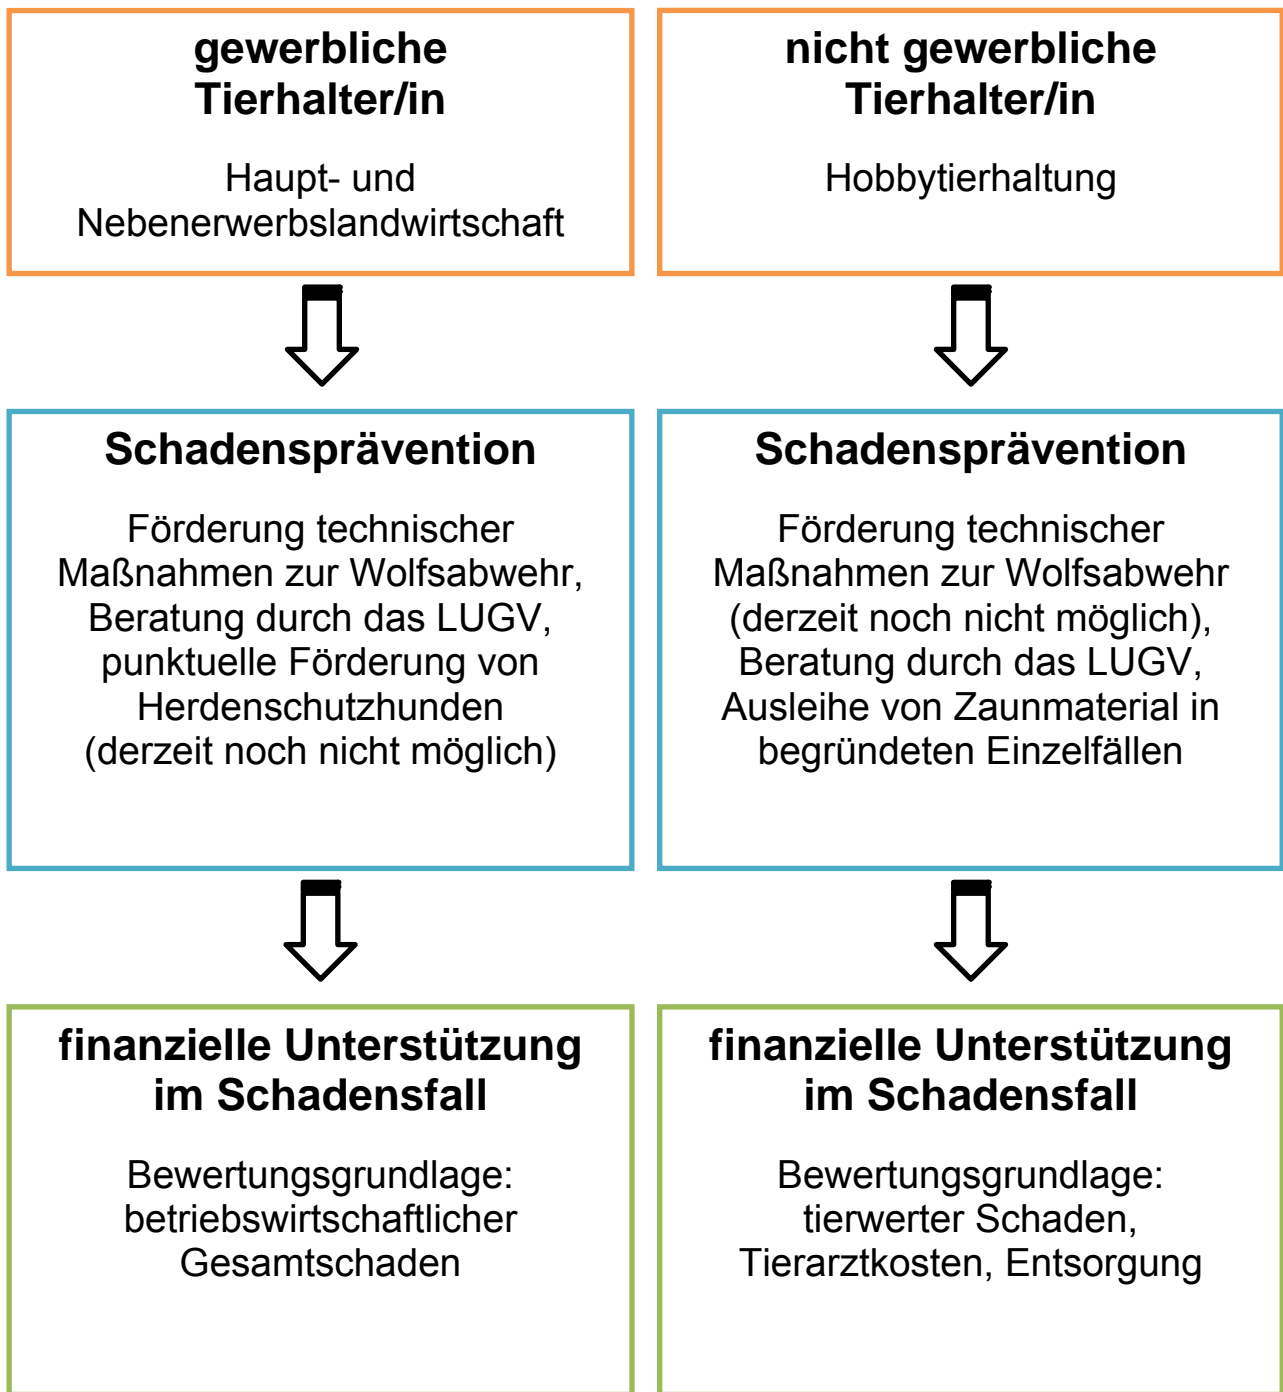 gewerbliche
Tierhalter/in
Haupt- und
Nebenerwerbslandwirtschaft
nicht gewerbliche
Tierhalter/in
Hobbytierhaltung
Schadensprävention
Förderung technischer
Maßnahmen zur Wolfsabwehr,
Beratung durch das LUGV,
punktuelle Förderung von
Herdenschutzhunden
(derzeit noch nicht möglich)
Schadensprävention
Förderung technischer
Maßnahmen zur Wolfsabwehr
(derzeit noch nicht möglich),
Beratung durch das LUGV,
Ausleihe von Zaunmaterial in
begründeten Einzelfällen
finanzielle Unterstützung
im Schadensfall
Bewertungsgrundlage:
betriebswirtschaftlicher
Gesamtschaden
finanzielle Unterstützung
im Schadensfall
Bewertungsgrundlage:
tierwerter Schaden,
Tierarztkosten, Entsorgung